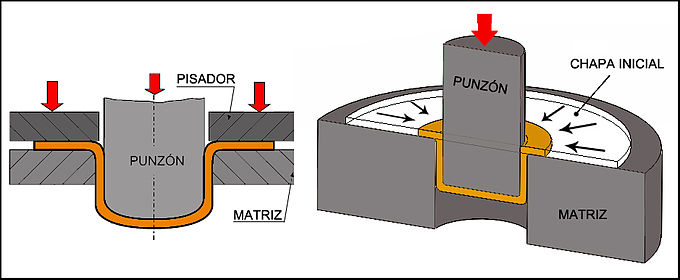 PISADOR
PUNZÓN
MATRIZ
CHAPA INICIAL
PUNZÓN
MATRIZ